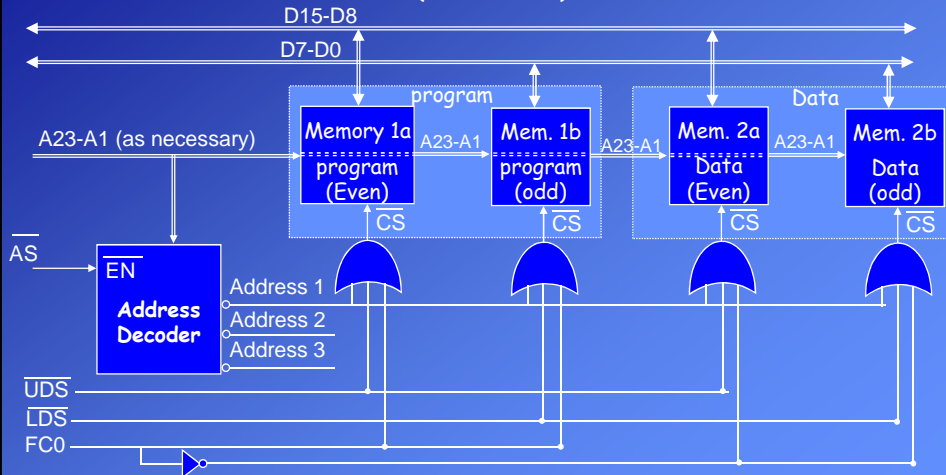 D15-D8
D7-D0
program
Data
A23-A1 (as necessary)
Memory 1a
program
(Even)
A23-A1
Mem. 1b
program
(odd)
A23-A1
Mem. 2a
Data
(Even)
A23-A1
Mem. 2b
Data
(odd)
CS
CS
CS
CS
AS
EN
Address
Decoder
Address 1
Address 2
Address 3
UDS
LDS
FC0